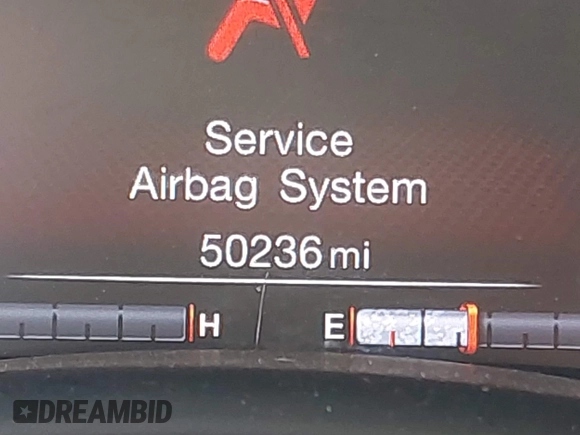 Service
Airbag System
50236 mi
H E
DREAMBID